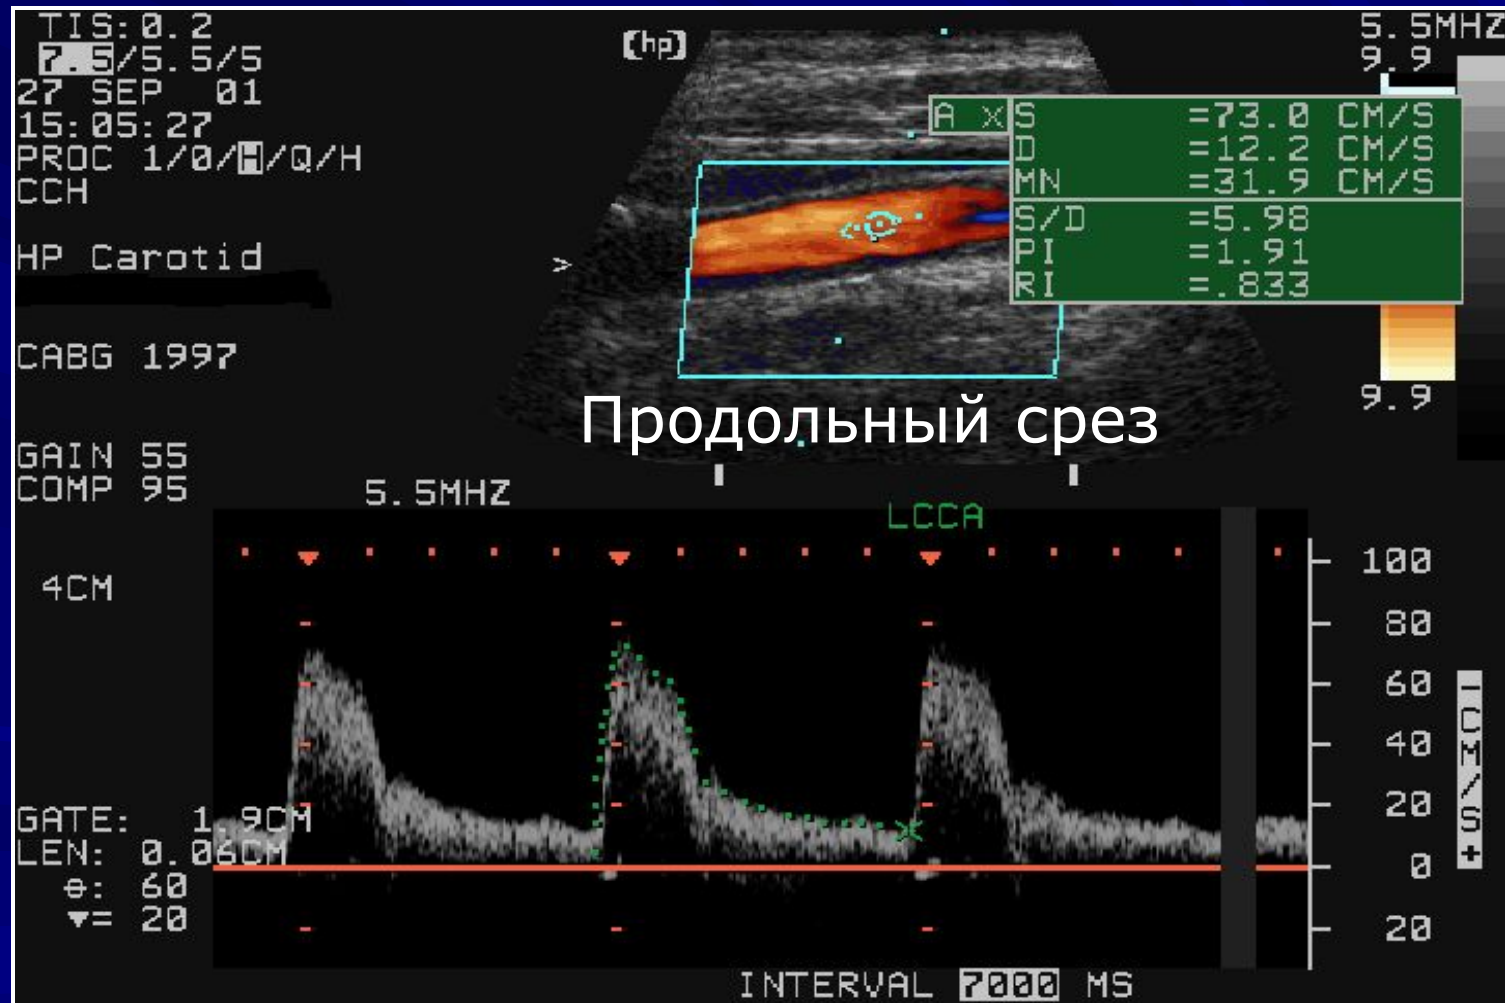 TIS:0.2
7.5/5.5/5
27 SEP 01
15:05:27
PROC 1/0/H/Q/H
CCH
HP Carotid
CABG 1997
GAIN 55
COMP 95
4CM
GATE: 1.9CM
LEN: 0.06CM
θ: 60
▼= 20
(hp)
5.5MHZ
9.9
A × S =73.0 CM/S
D =12.2 CM/S
MN =31.9 CM/S
S/D =5.98
PI =1.91
RI =.833
9.9
Продольный срез
5.5MHZ
LCCA
100
80
60
40
20
0
20
-CM/S+
INTERVAL 7000 MS